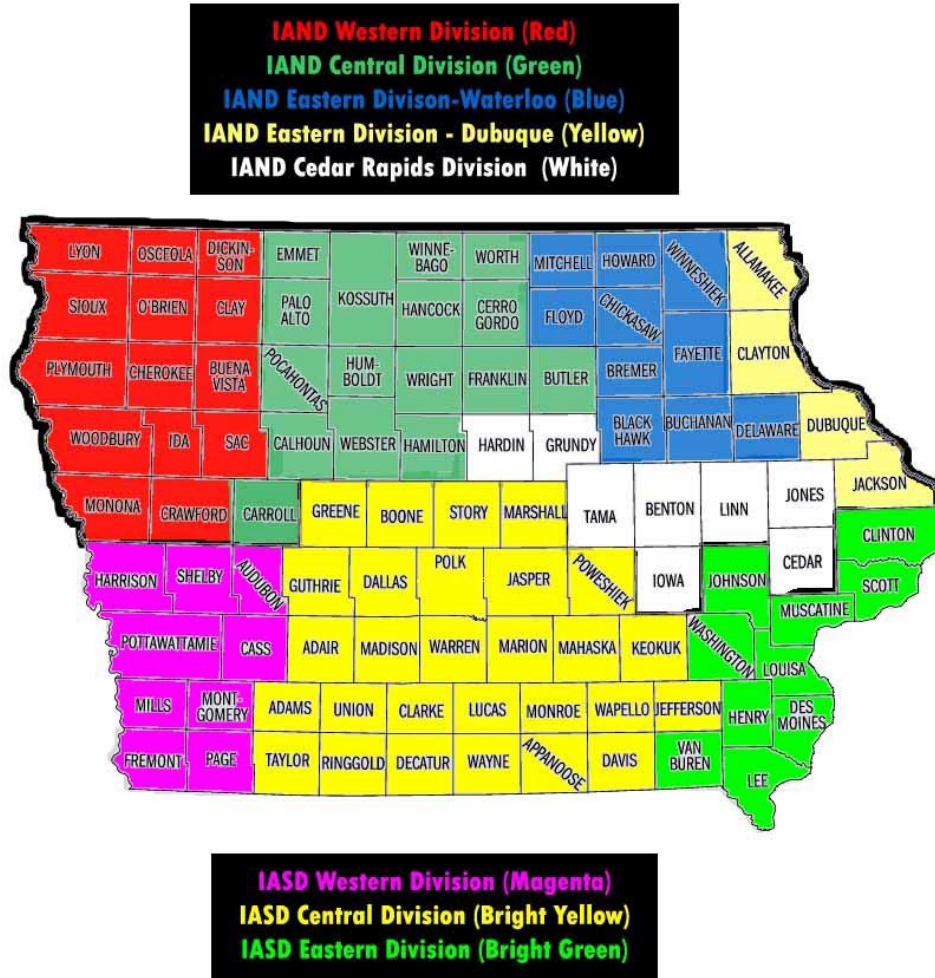 IAND Western Division (Red)
IAND Central Division (Green)
IAND Eastern Divison-Waterloo (Blue)
IAND Eastern Division - Dubuque (Yellow)
IAND Cedar Rapids Division (White)
LYON
OSCEOLA
DICKIN-
SON
EMMET
WINNE-
BAGO
WORTH
MITCHELL
HOWARD
WINNESHIEK
ALLAMAKEE
KOSSUTH
SIOUX
O'BRIEN
CLAY
PALO
ALTO
HANCOCK
CERRO
GORDO
FLOYD
CHICKASAW
FAYETTE
CLAYTON
PLYMOUTH
CHEROKEE
BUENA
VISTA
POCAHONTAS
HUM-
BOLDT
WRIGHT
FRANKLIN
BUTLER
BREMER
WOODBURY
IDA
SAC
CALHOUN
WEBSTER
HAMILTON
HARDIN
GRUNDY
BLACK
HAWK
BUCHANAN
DELAWARE
DUBUQUE
MONONA
CRAWFORD
CARROLL
GREENE
BOONE
STORY
MARSHALL
TAMA
BENTON
LINN
JONES
JACKSON
CLINTON
HARRISON
SHELBY
AUDUBON
GUTHRIE
DALLAS
POLK
JASPER
POWESHIEK
IOWA
JOHNSON
CEDAR
SCOTT
MUSCATINE
POTTAWATTAMIE
CASS
ADAIR
MADISON
WARREN
MARION
MAHASKA
KEOKUK
WASHINGTON
LOUISA
MILLS
MONT-
GOMERY
ADAMS
UNION
CLARKE
LUCAS
MONROE
WAPELLO
JEFFERSON
HENRY
DES
MOINES
FREMONT
PAGE
TAYLOR
RINGGOLD
DECATUR
WAYNE
APPANOOSE
DAVIS
VAN
BUREN
LEE
IASD Western Division (Magenta)
IASD Central Division (Bright Yellow)
IASD Eastern Division (Bright Green)